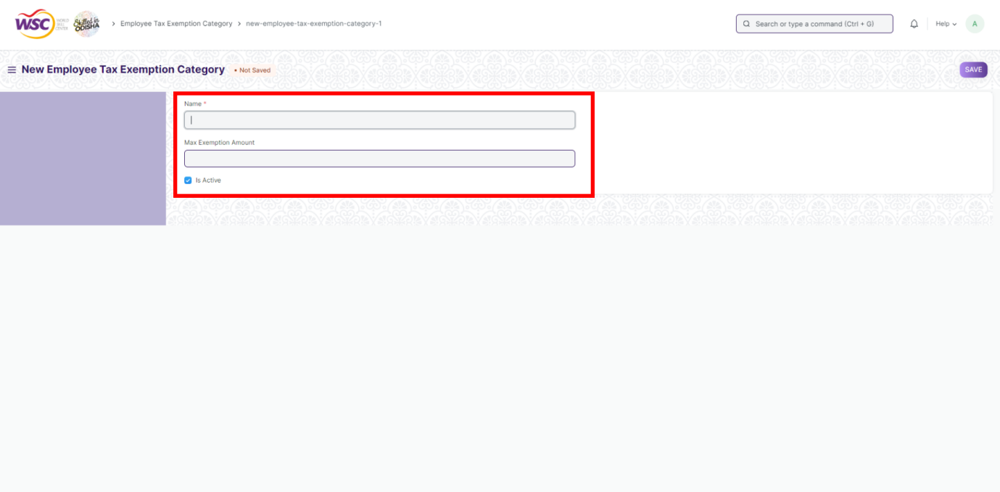 WSC WORLD SKILL CENTER Skilled in ODISHA > Employee Tax Exemption Category > new-employee-tax-exemption-category-1 Search or type a command (Ctrl + G) Help A
New Employee Tax Exemption Category • Not Saved SAVE
Name *
Max Exemption Amount
Is Active